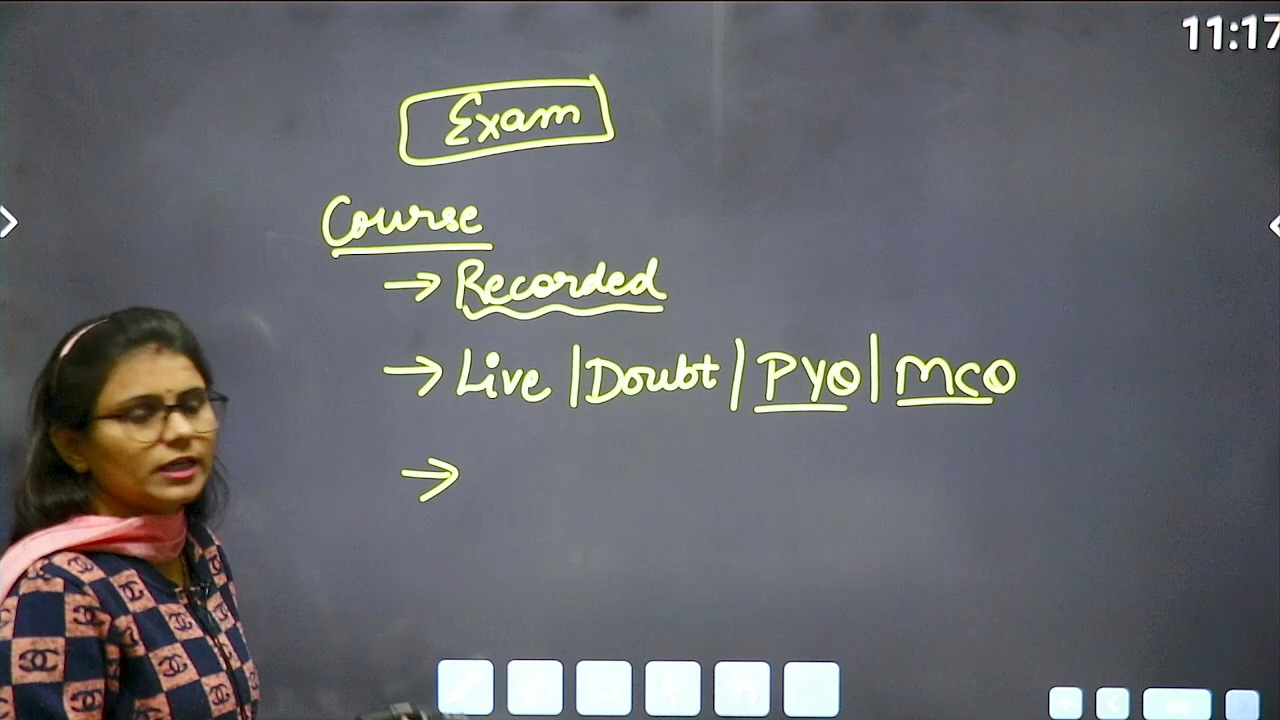 11:17
Exam
Course
→ Recorded
→ Live | Doubt | PYQ | MCQ
→